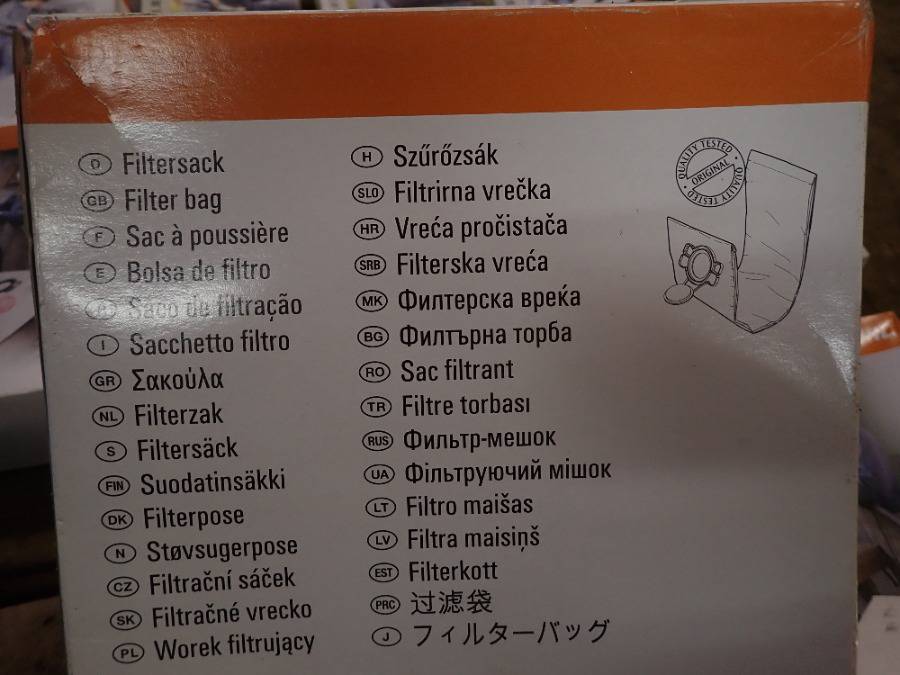 D Filtersack
GB Filter bag
F Sac à poussière
E Bolsa de filtro
Saco de filtração
I Sacchetto filtro
GR Σακούλα
NL Filterzak
S Filtersäck
FIN Suodatinsäkki
DK Filterpose
N Støvsugerpose
CZ Filtrační sáček
SK Filtračné vrecko
PL Worek filtrujący
H Szűrőzsák
SLO Filtrirna vrečka
HR Vreća pročistača
SRB Filterska vreća
MK Филтерска вреќа
BG Филтърна торба
RO Sac filtrant
TR Filtre torbası
RUS Фильтр-мешок
UA Фільтруючий мішок
LT Filtro maišas
LV Filtra maisiņš
EST Filterkott
PRC 过滤袋
J フィルターバッグ
QUALITY TESTED
ORIGINAL
QUALITY TESTED